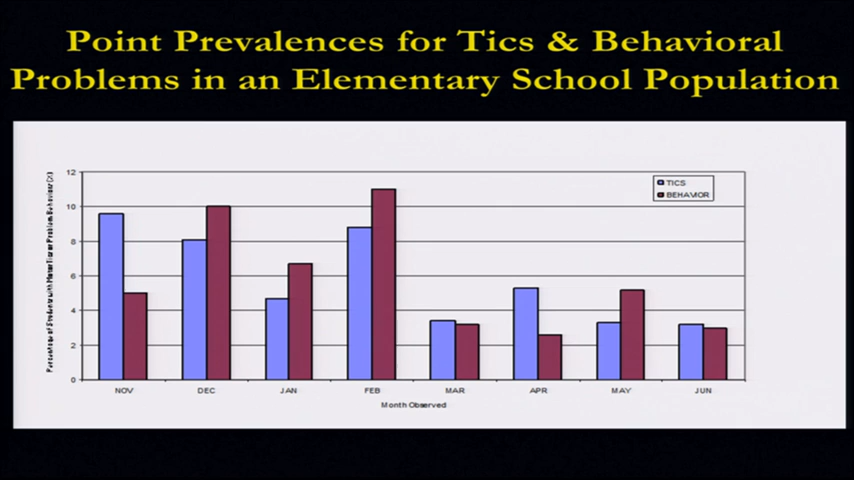 Point Prevalences for Tics & Behavioral
Problems in an Elementary School Population
12
10
8
6
4
2
0
TICS
BEHAVIOR
NOV DEC JAN FEB MAR APR MAY JUN
Month Observed